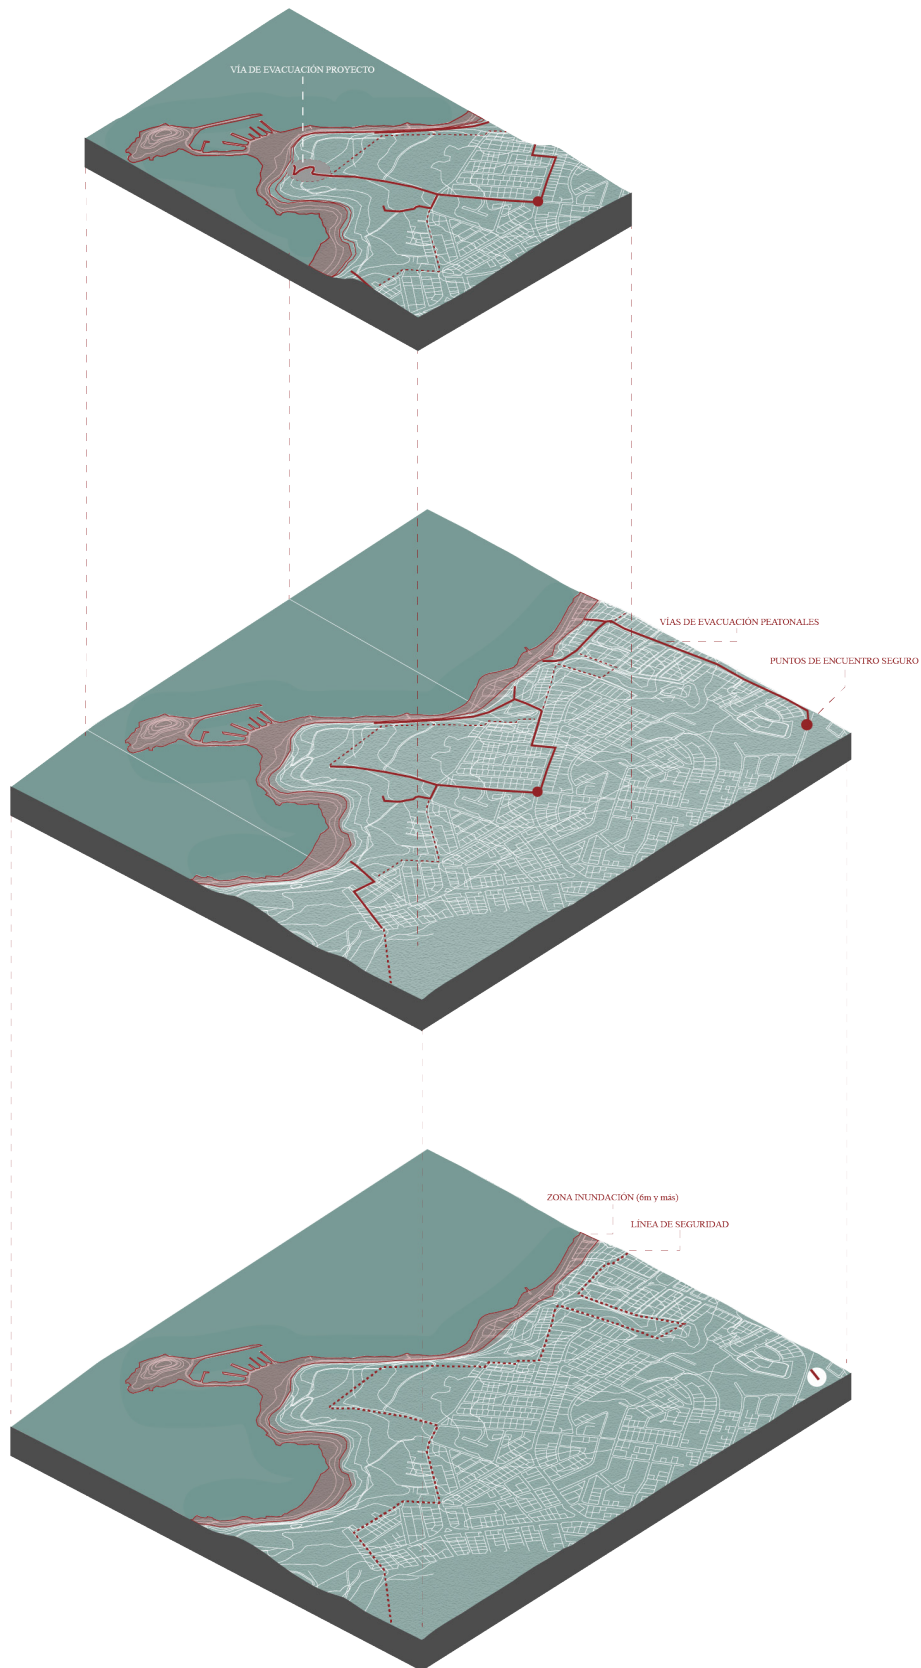 VÍA DE EVACUACIÓN PROYECTO
VÍAS DE EVACUACIÓN PEATONALES
PUNTOS DE ENCUENTRO SEGURO
ZONA INUNDACIÓN (6m y más)
LÍNEA DE SEGURIDAD